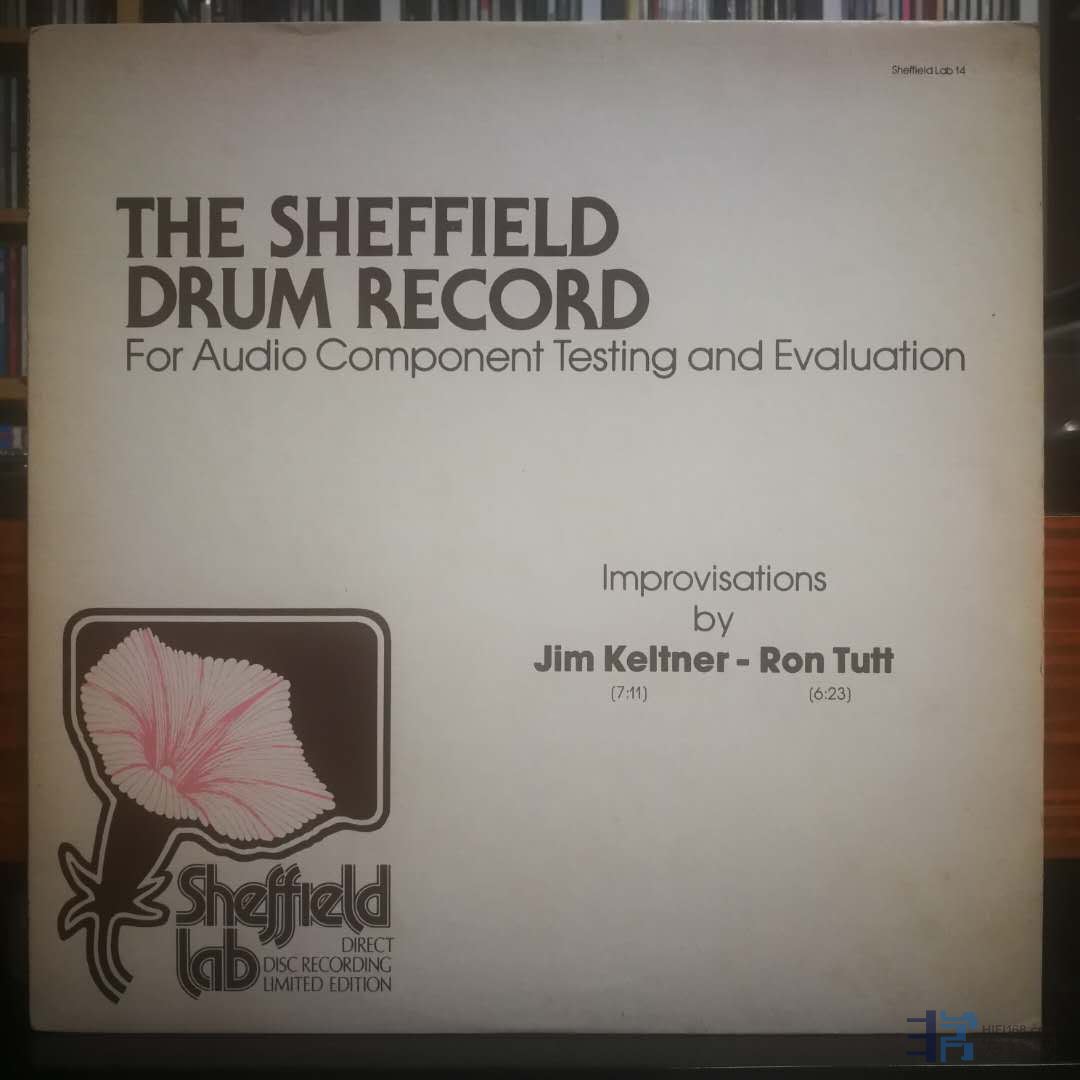 Sheffield Lab 14
THE SHEFFIELD
DRUM RECORD
For Audio Component Testing and Evaluation
Improvisations
by
Jim Keltner - Ron Tutt
(7:11) (6:23)
Sheffield
lab
DIRECT
DISC RECORDING
LIMITED EDITION